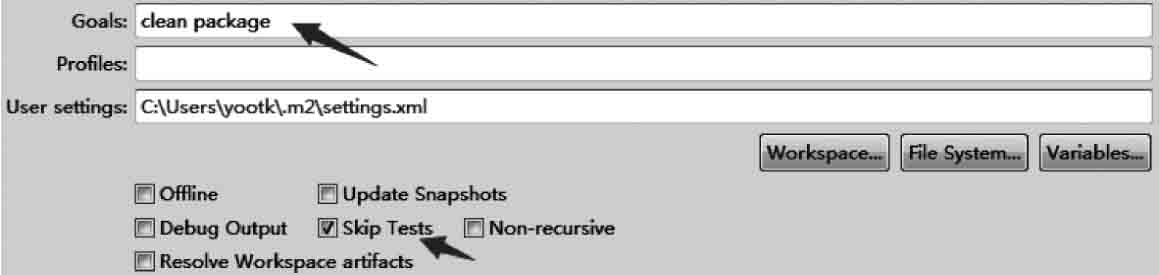 Goals: clean package
Profiles:
User settings: C:\Users\yootk\.m2\settings.xml
Workspace... File System... Variables...
Offline Update Snapshots
Debug Output Skip Tests Non-recursive
Resolve Workspace artifacts